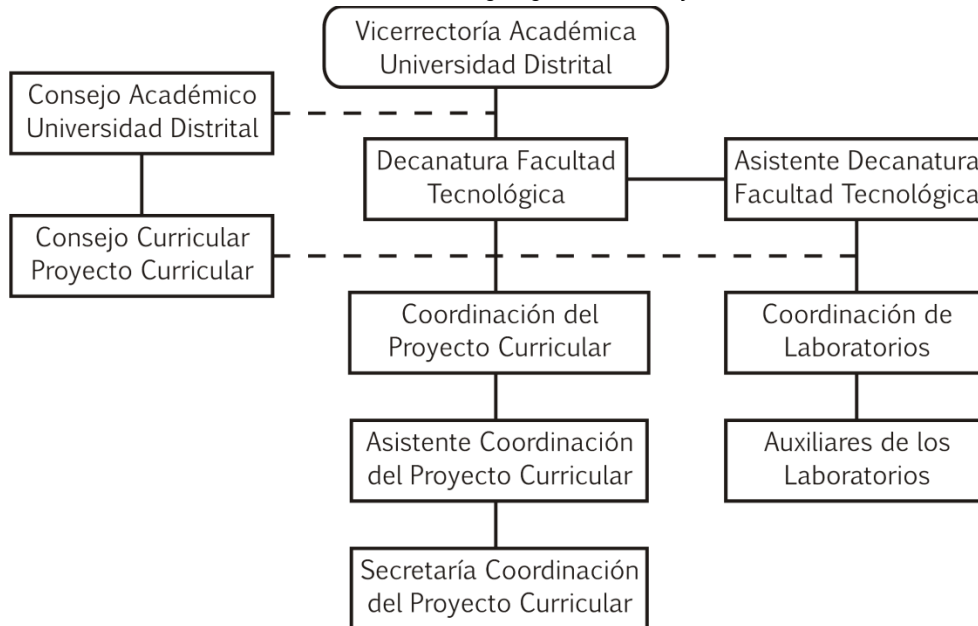 Vicerrectoría Académica
Universidad Distrital
Consejo Académico
Universidad Distrital
Decanatura Facultad
Tecnológica
Asistente Decanatura
Facultad Tecnológica
Consejo Curricular
Proyecto Curricular
Coordinación del
Proyecto Curricular
Coordinación de
Laboratorios
Asistente Coordinación
del Proyecto Curricular
Auxiliares de los
Laboratorios
Secretaría Coordinación
del Proyecto Curricular